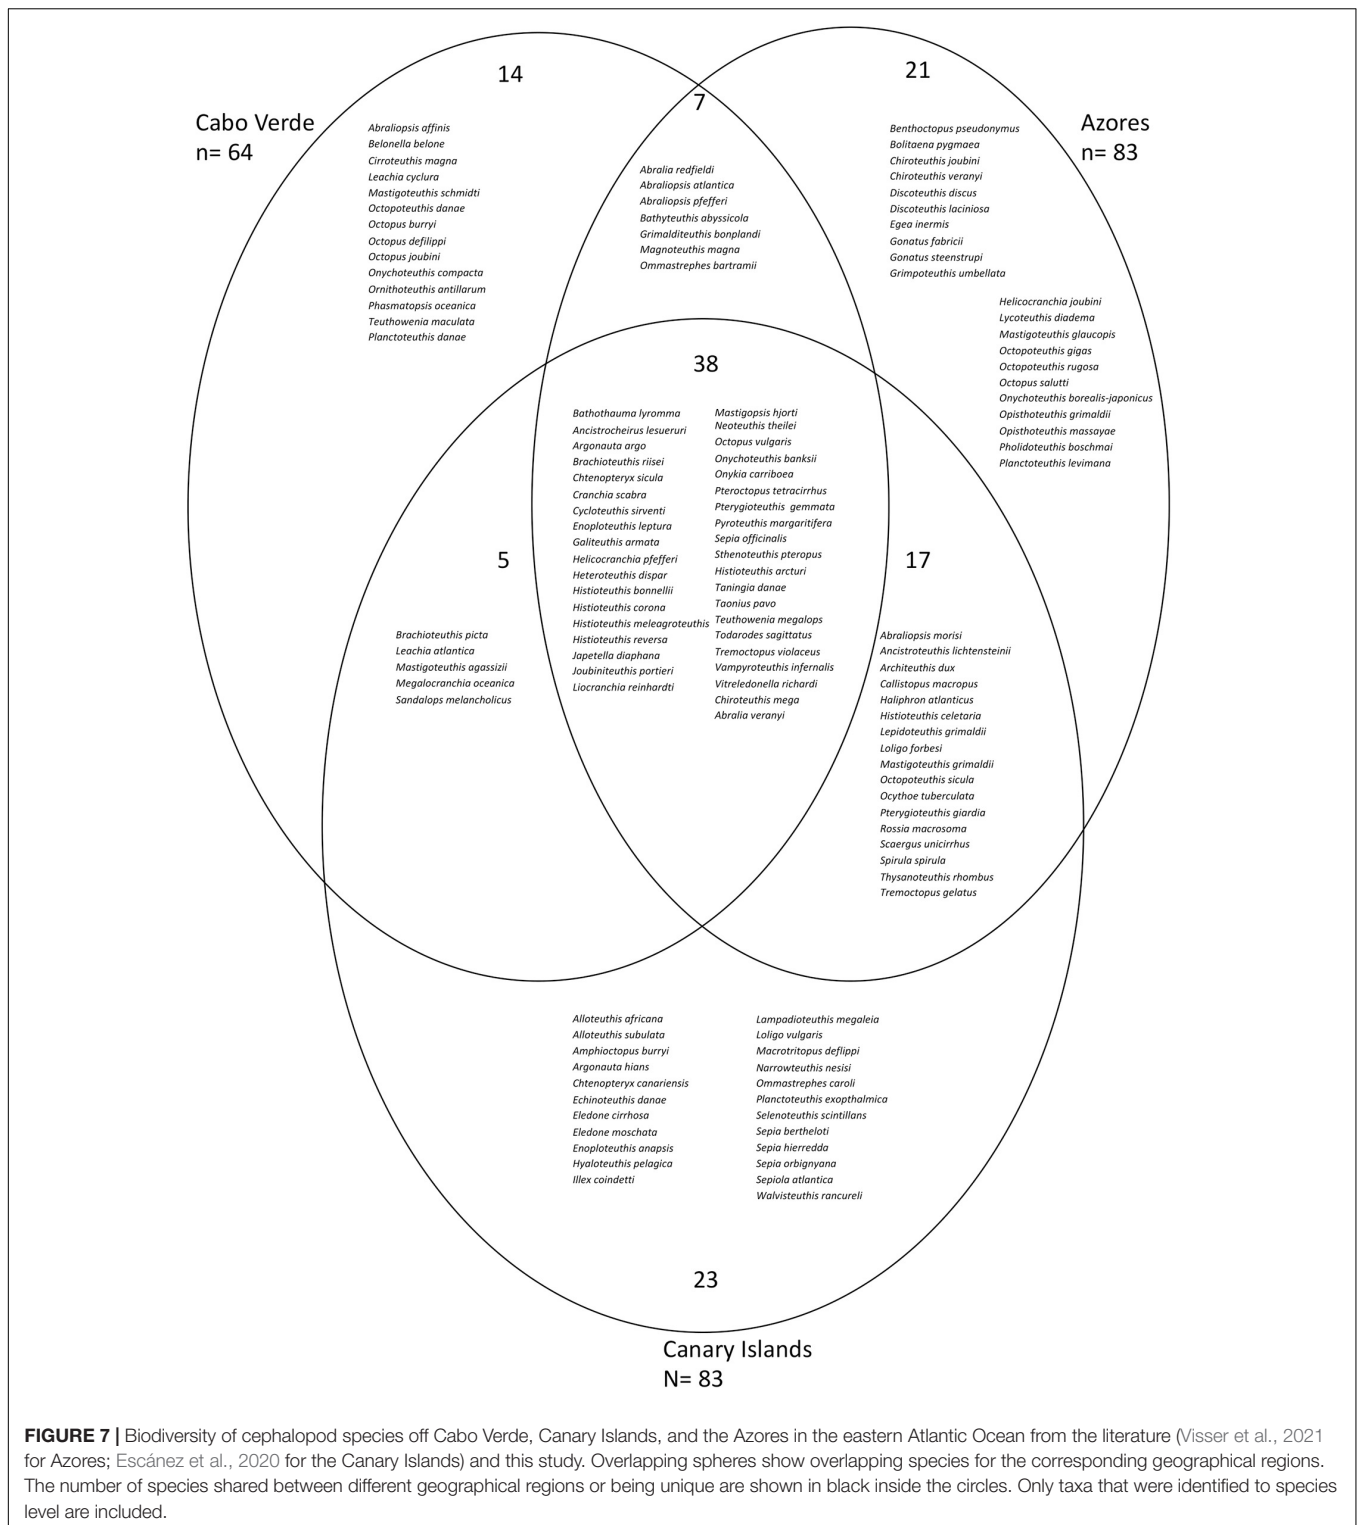 14
21
7
Cabo Verde
n= 64
Azores
n= 83
Abraliopsis affinis
Belonella belone
Cirroteuthis magna
Leachia cyclura
Mastigoteuthis schmidti
Octopoteuthis danae
Octopus burryi
Octopus defilippi
Octopus joubini
Onychoteuthis compacta
Ornithoteuthis antillarum
Phasmatopsis oceanica
Teuthowenia maculata
Planctoteuthis danae
Abralia redfieldi
Abraliopsis atlantica
Abraliopsis pfefferi
Bathyteuthis abyssicola
Grimalditeuthis bonplandi
Magnoteuthis magna
Ommastrephes bartramii
Benthoctopus pseudonymus
Bolitaena pygmaea
Chiroteuthis joubini
Chiroteuthis veranyi
Discoteuthis discus
Discoteuthis laciniosa
Egea inermis
Gonatus fabricii
Gonatus steenstrupi
Grimpoteuthis umbellata
Helicocranchia joubini
Lycoteuthis diadema
Mastigoteuthis glaucopis
Octopoteuthis gigas
Octopoteuthis rugosa
Octopus salutti
Onychoteuthis borealis-japonicus
Opisthoteuthis grimaldii
Opisthoteuthis massayae
Pholidoteuthis boschmai
Planctoteuthis levimana
38
Bathothauma lyromma
Ancistrocheirus lesueruri
Argonauta argo
Brachioteuthis riisei
Chtenopteryx sicula
Cranchia scabra
Cycloteuthis sirventi
Enoploteuthis leptura
Galiteuthis armata
Helicocranchia pfefferi
Heteroteuthis dispar
Histioteuthis bonnellii
Histioteuthis corona
Histioteuthis meleagroteuthis
Histioteuthis reversa
Japetella diaphana
Joubiniteuthis portieri
Liocranchia reinhardti
Mastigopsis hjorti
Neoteuthis theilei
Octopus vulgaris
Onychoteuthis banksii
Onykia carriboea
Pteroctopus tetracirrhus
Pterygioteuthis gemmata
Pyroteuthis margaritifera
Sepia officinalis
Sthenoteuthis pteropus
Histioteuthis arcturi
Taningia danae
Taonius pavo
Teuthowenia megalops
Todarodes sagittatus
Tremoctopus violaceus
Vampyroteuthis infernalis
Vitreledonella richardi
Chiroteuthis mega
Abralia veranyi
5
Brachioteuthis picta
Leachia atlantica
Mastigoteuthis agassizii
Megalocranchia oceanica
Sandalops melancholicus
17
Abraliopsis morisi
Ancistroteuthis lichtensteinii
Architeuthis dux
Callistopus macropus
Haliphron atlanticus
Histioteuthis celetaria
Lepidoteuthis grimaldii
Loligo forbesi
Mastigoteuthis grimaldii
Octopoteuthis sicula
Ocythoe tuberculata
Pterygioteuthis giardia
Rossia macrosoma
Scaergus unicirrhus
Spirula spirula
Thysanoteuthis rhombus
Tremoctopus gelatus
Alloteuthis africana
Alloteuthis subulata
Amphioctopus burryi
Argonauta hians
Chtenopteryx canariensis
Echinoteuthis danae
Eledone cirrhosa
Eledone moschata
Enoploteuthis anapsis
Hyaloteuthis pelagica
Illex coindetti
Lampadioteuthis megaleia
Loligo vulgaris
Macrotritopus deflippi
Narrowteuthis nesisi
Ommastrephes caroli
Planctoteuthis exopthalmica
Selenoteuthis scintillans
Sepia bertheloti
Sepia hierredda
Sepia orbignyana
Sepiola atlantica
Walvisteuthis rancureli
23
Canary Islands
N= 83
FIGURE 7 | Biodiversity of cephalopod species off Cabo Verde, Canary Islands, and the Azores in the eastern Atlantic Ocean from the literature (Visser et al., 2021
for Azores; Escánez et al., 2020 for the Canary Islands) and this study. Overlapping spheres show overlapping species for the corresponding geographical regions.
The number of species shared between different geographical regions or being unique are shown in black inside the circles. Only taxa that were identified to species
level are included.